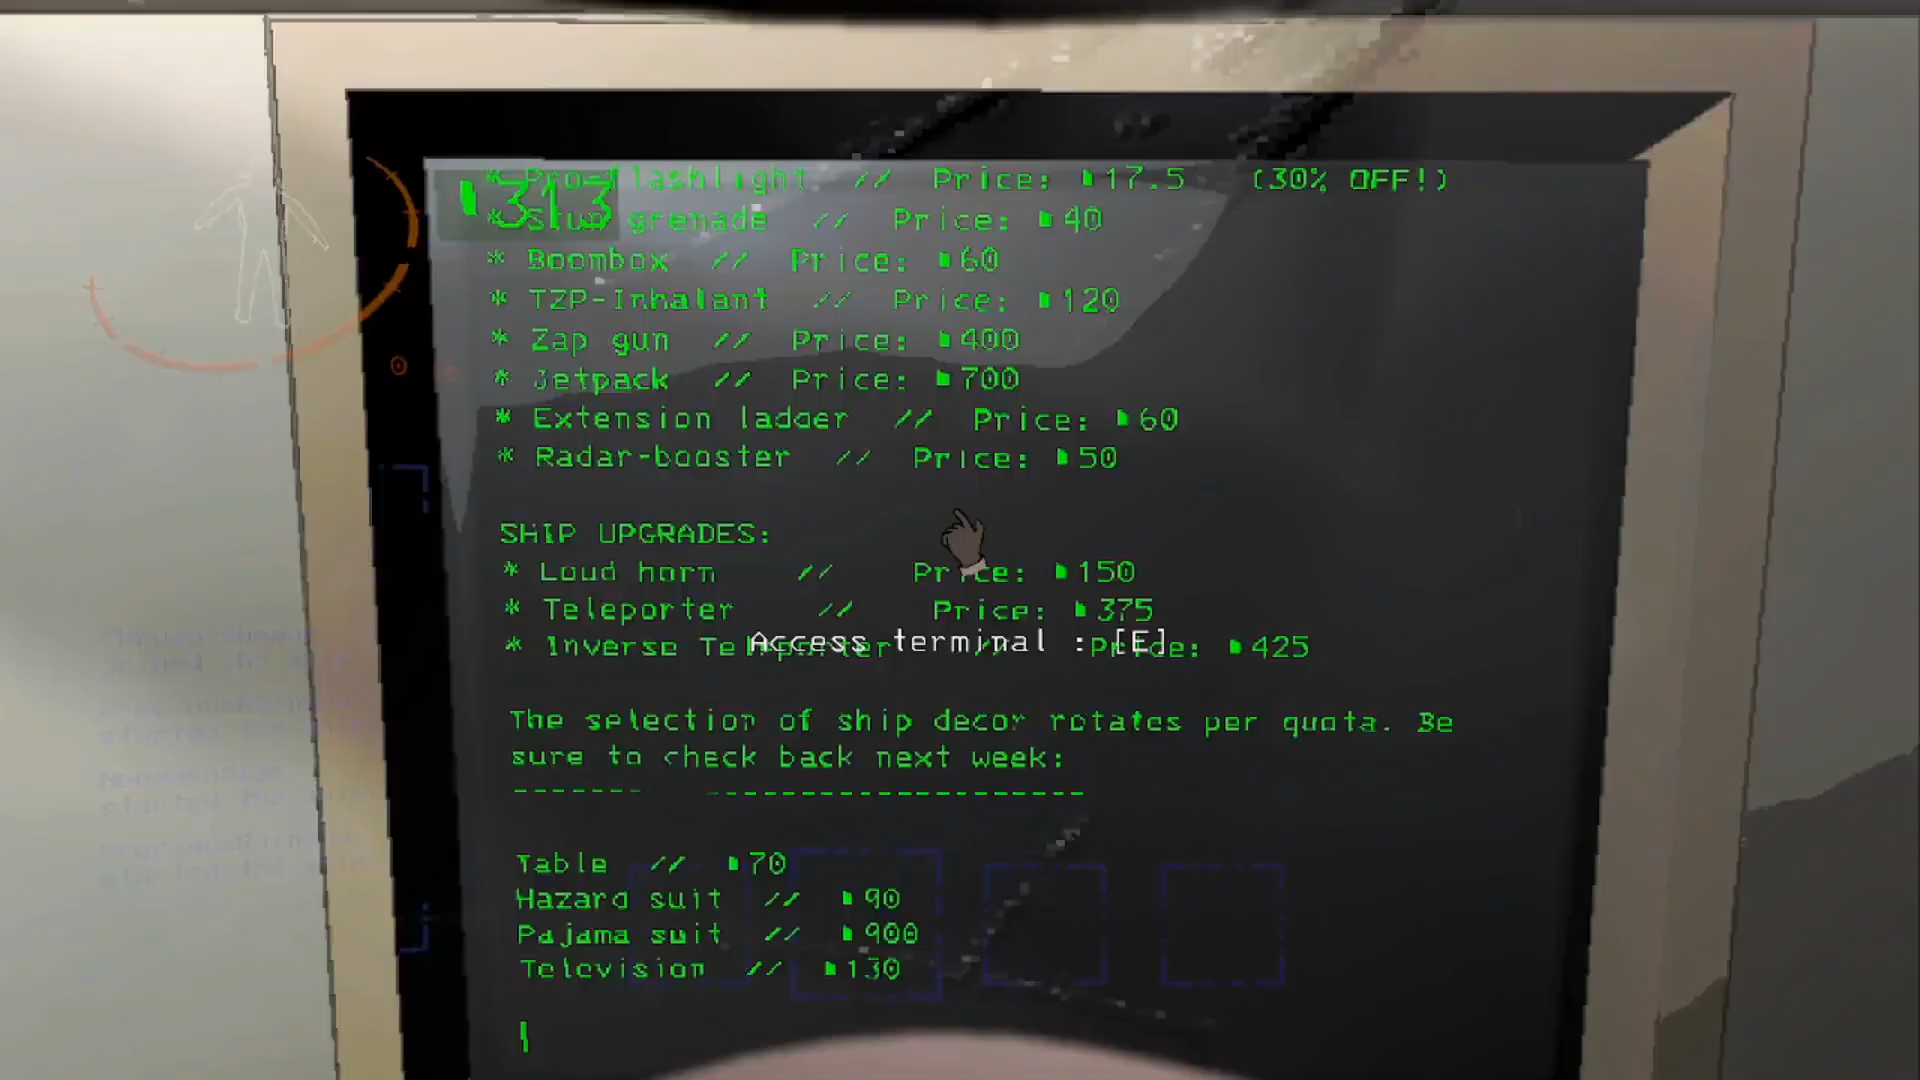 * Pro-flashlight // Price: ▮17.5 (30% OFF!)
313
* Stun grenade // Price: ▮40
* Boombox // Price: ▮60
* TZP-Inhalant // Price: ▮120
* Zap gun // Price: ▮400
* Jetpack // Price: ▮700
* Extension ladder // Price: ▮60
* Radar-booster // Price: ▮50
SHIP UPGRADES:
* Loud horn // Price: ▮150
* Teleporter // Price: ▮375
* Inverse Teleporter // Price: ▮425
Access terminal : [E]
The selection of ship decor rotates per quota. Be
sure to check back next week:
Table // ▮70
Hazard suit // ▮90
Pajama suit // ▮900
Television // ▮130